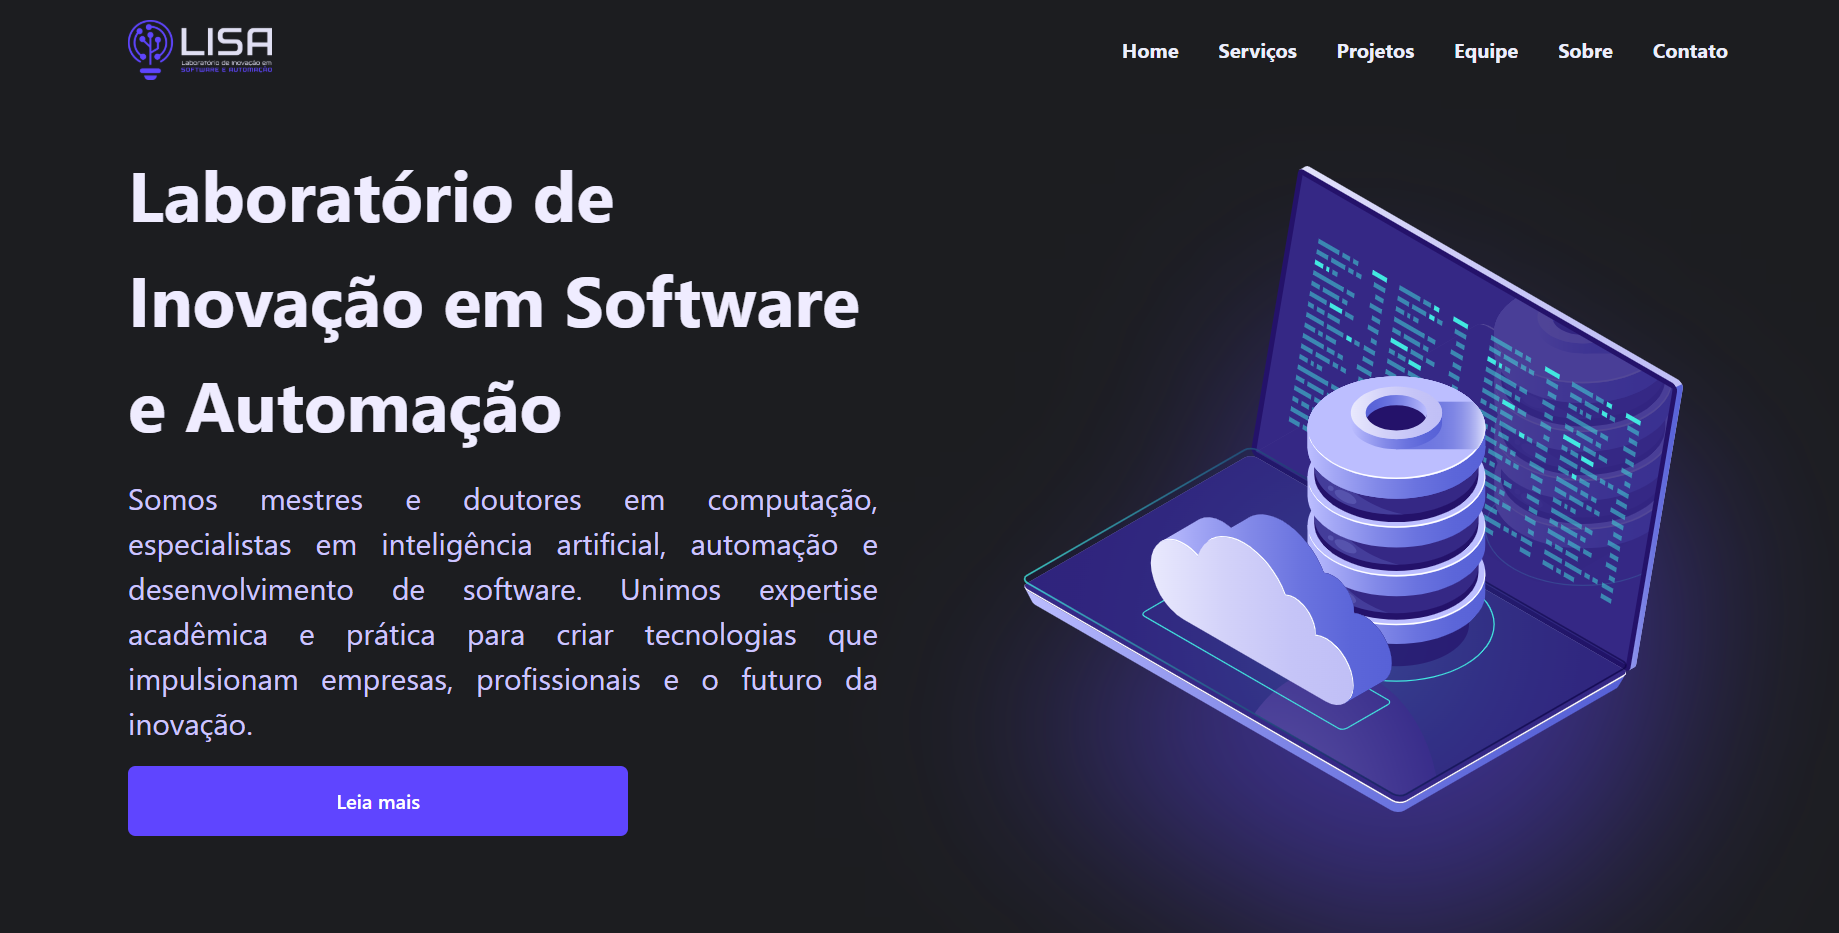 LISA
Laboratório de inovação em
SOFTWARE E AUTOMAÇÃO
Home Serviços Projetos Equipe Sobre Contato
Laboratório de
Inovação em Software
e Automação
Somos mestres e doutores em computação,
especialistas em inteligência artificial, automação e
desenvolvimento de software. Unimos expertise
acadêmica e prática para criar tecnologias que
impulsionam empresas, profissionais e o futuro da
inovação.
Leia mais